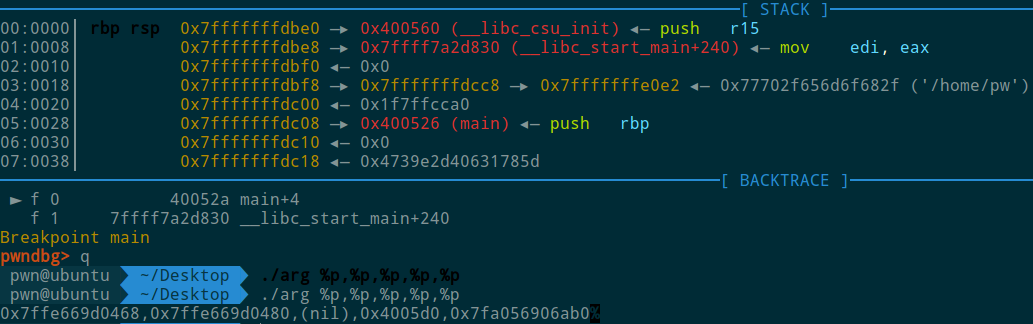 [ STACK ]
00:0000│ rbp rsp 0x7fffffffdbe0 —▸ 0x400560 (__libc_csu_init) ◂— push r15
01:0008│ 0x7fffffffdbe8 —▸ 0x7ffff7a2d830 (__libc_start_main+240) ◂— mov edi, eax
02:0010│ 0x7fffffffdbf0 ◂— 0x0
03:0018│ 0x7fffffffdbf8 —▸ 0x7fffffffdcc8 —▸ 0x7fffffffe0e2 ◂— 0x77702f656d6f682f ('/home/pw')
04:0020│ 0x7fffffffdc00 ◂— 0x1f7ffcca0
05:0028│ 0x7fffffffdc08 —▸ 0x400526 (main) ◂— push rbp
06:0030│ 0x7fffffffdc10 ◂— 0x0
07:0038│ 0x7fffffffdc18 ◂— 0x4739e2d40631785d
[ BACKTRACE ]
► f 0 40052a main+4
f 1 7ffff7a2d830 __libc_start_main+240
Breakpoint main
pwndbg> q
pwn@ubuntu ~/Desktop ./arg %p,%p,%p,%p,%p
pwn@ubuntu ~/Desktop ./arg %p,%p,%p,%p,%p
0x7ffe669d0468,0x7ffe669d0480,(nil),0x4005d0,0x7fa056906ab0%